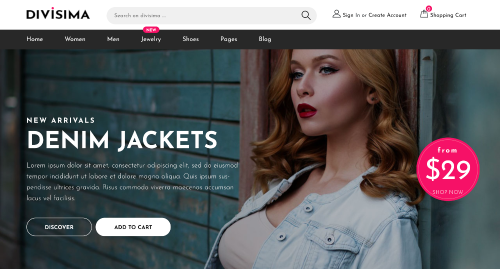 DIVISIMA
Search on divisima ...
Sign In or Create Account
0
Shopping Cart
NEW
Home
Women
Men
Jewelry
Shoes
Pages
Blog
NEW ARRIVALS
DENIM JACKETS
Lorem ipsum dolor sit amet, consectetur adipiscing elit, sed do eiusmod
tempor incididunt ut labore et dolore magna aliqua. Quis ipsum sus-
pendisse ultrices gravida. Risus commodo viverra maecenas accumsan
lacus vel facilisis.
DISCOVER
ADD TO CART
from
$29
SHOP NOW